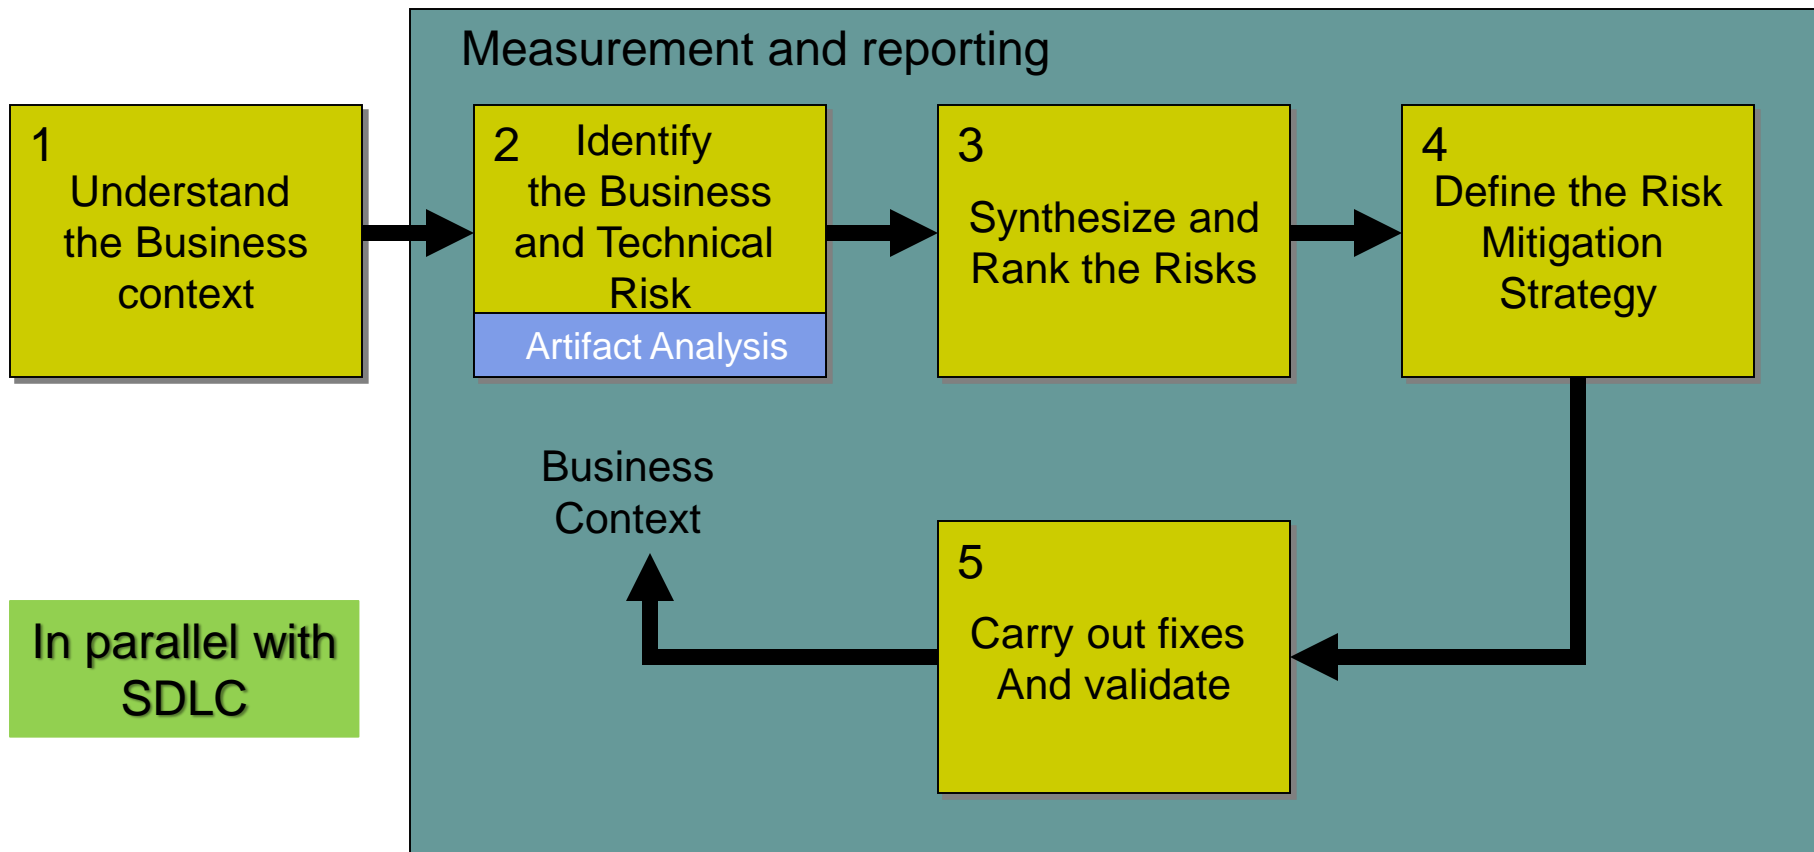 Measurement and reporting
1
Understand
the Business
context
2
Identify
the Business
and Technical
Risk
Artifact Analysis
3
Synthesize and
Rank the Risks
4
Define the Risk
Mitigation
Strategy
Business
Context
5
Carry out fixes
And validate
In parallel with
SDLC